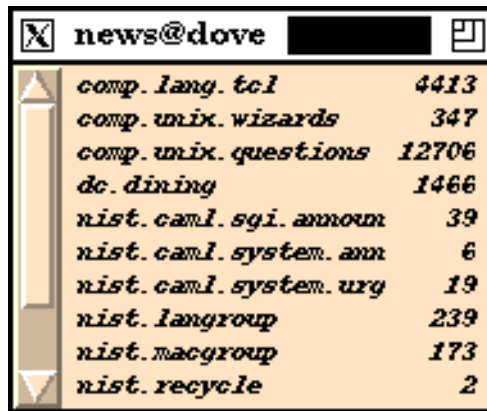 news@dove
comp.lang.tcl 4413
comp.unix.wizards 347
comp.unix.questions 12706
dc.dining 1466
nist.caml.sgi.announ 39
nist.caml.system.ann 6
nist.caml.system.urg 19
nist.langroup 239
nist.macgroup 173
nist.recycle 2